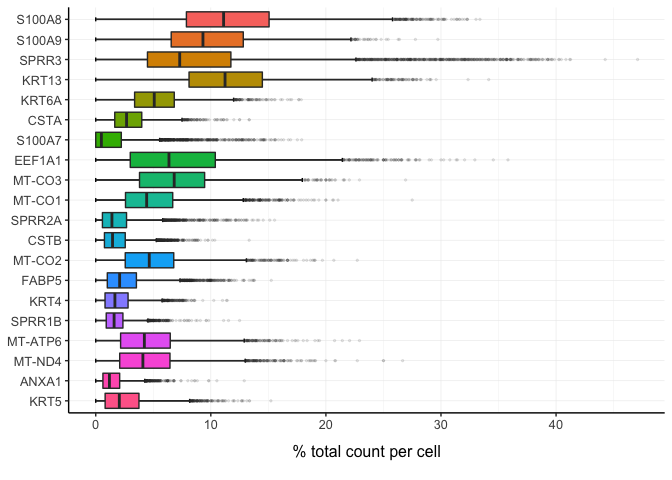 S100A8
S100A9
SPRR3
KRT13
KRT6A
CSTA
S100A7
EEF1A1
MT-CO3
MT-CO1
SPRR2A
CSTB
MT-CO2
FABP5
KRT4
SPRR1B
MT-ATP6
MT-ND4
ANXA1
KRT5
0 10 20 30 40
% total count per cell